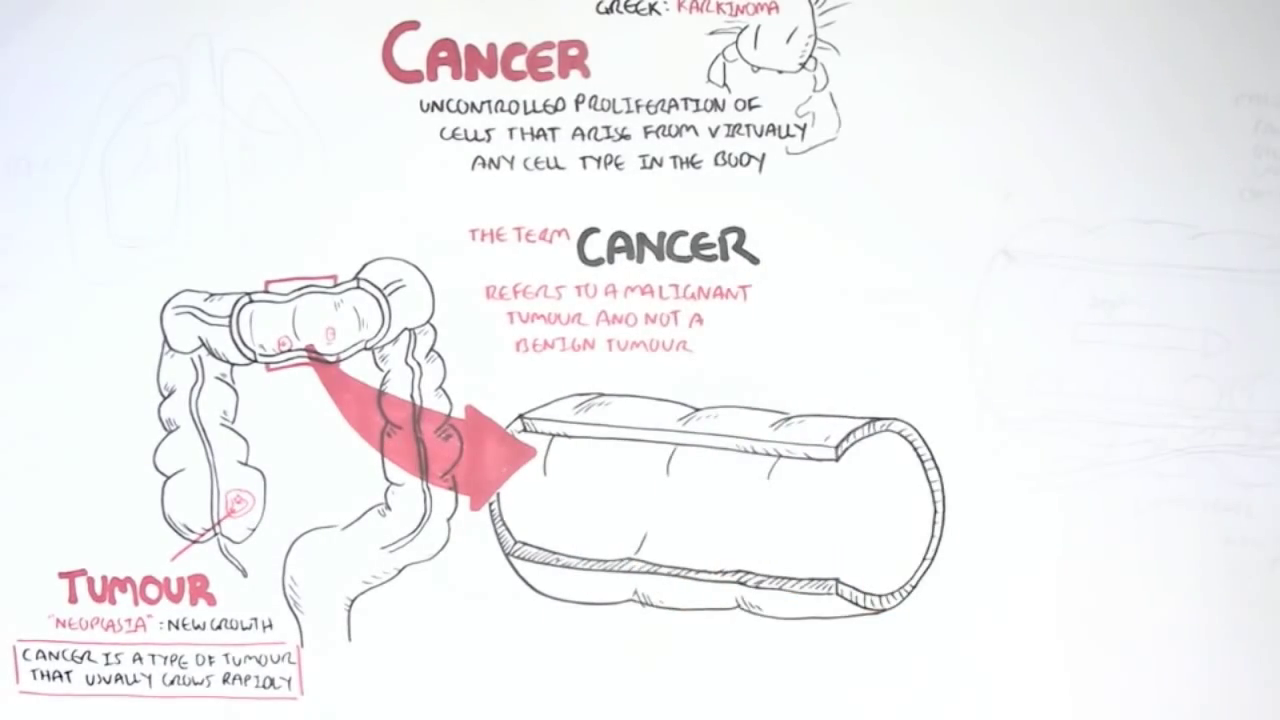 GREEK: KARKINOMA
CANCER
UNCONTROLLED PROLIFERATION OF
CELLS THAT ARISE FROM VIRTUALLY
ANY CELL TYPE IN THE BODY
THE TERM CANCER
REFERS TO A MALIGNANT
TUMOUR AND NOT A
BENIGN TUMOUR
TUMOUR
"NEOPLASIA": NEW GROWTH
CANCER IS A TYPE OF TUMOUR
THAT USUALLY GROWS RAPIDLY